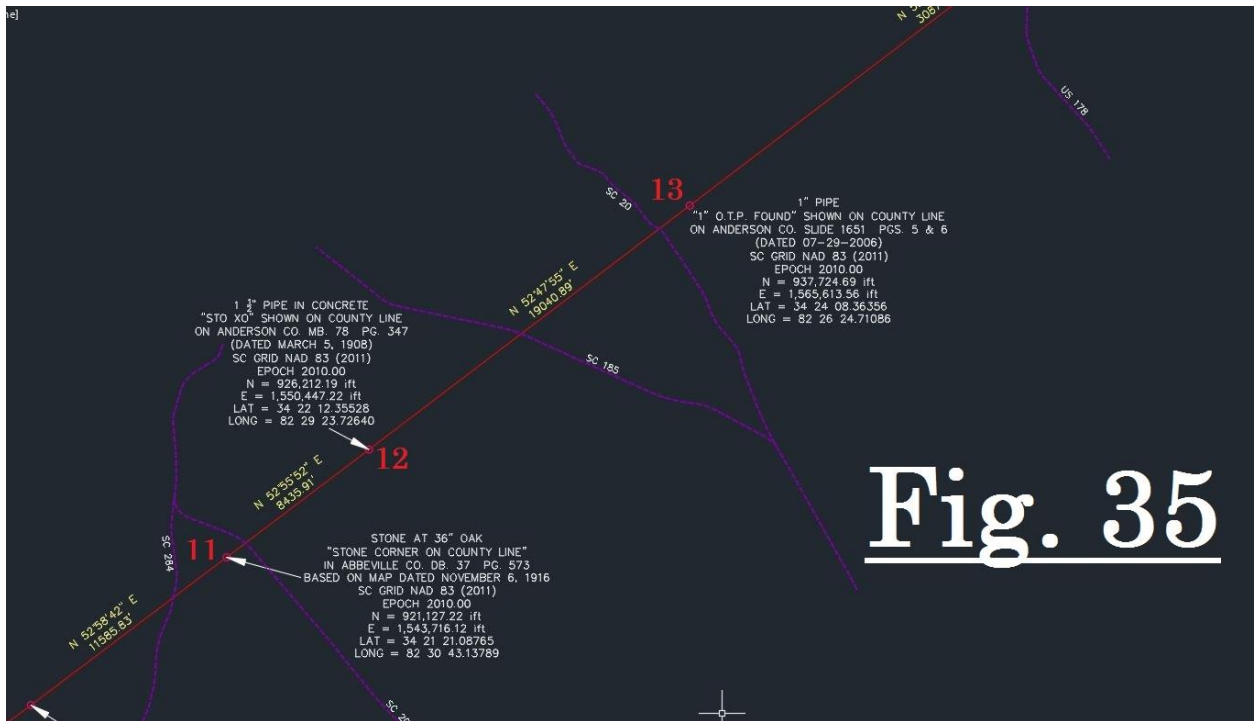 N 5
3087
US 178
SC 20
13
1" PIPE
"1" O.T.P. FOUND" SHOWN ON COUNTY LINE
ON ANDERSON CO. SLIDE 1651 PGS. 5 & 6
(DATED 07-29-2006)
SC GRID NAD 83 (2011)
EPOCH 2010.00
N = 937,724.69 ift
E = 1,565,613.56 ift
LAT = 34 24 08.36356
LONG = 82 26 24.71086
N 52°47'55" E
19040.89'
1 ½" PIPE IN CONCRETE
"STO XO" SHOWN ON COUNTY LINE
ON ANDERSON CO. MB. 78 PG. 347
(DATED MARCH 5, 1908)
SC GRID NAD 83 (2011)
EPOCH 2010.00
N = 926,212.19 ift
E = 1,550,447.22 ift
LAT = 34 22 12.35528
LONG = 82 29 23.72640
SC 185
12
N 52°55'52" E
8435.91'
Fig. 35
11
SC 284
STONE AT 36" OAK
"STONE CORNER ON COUNTY LINE"
IN ABBEVILLE CO. DB. 37 PG. 573
BASED ON MAP DATED NOVEMBER 6, 1916
SC GRID NAD 83 (2011)
EPOCH 2010.00
N = 921,127.22 ift
E = 1,543,716.12 ift
LAT = 34 21 21.08765
LONG = 82 30 43.13789
N 52°58'42" E
11585.83'